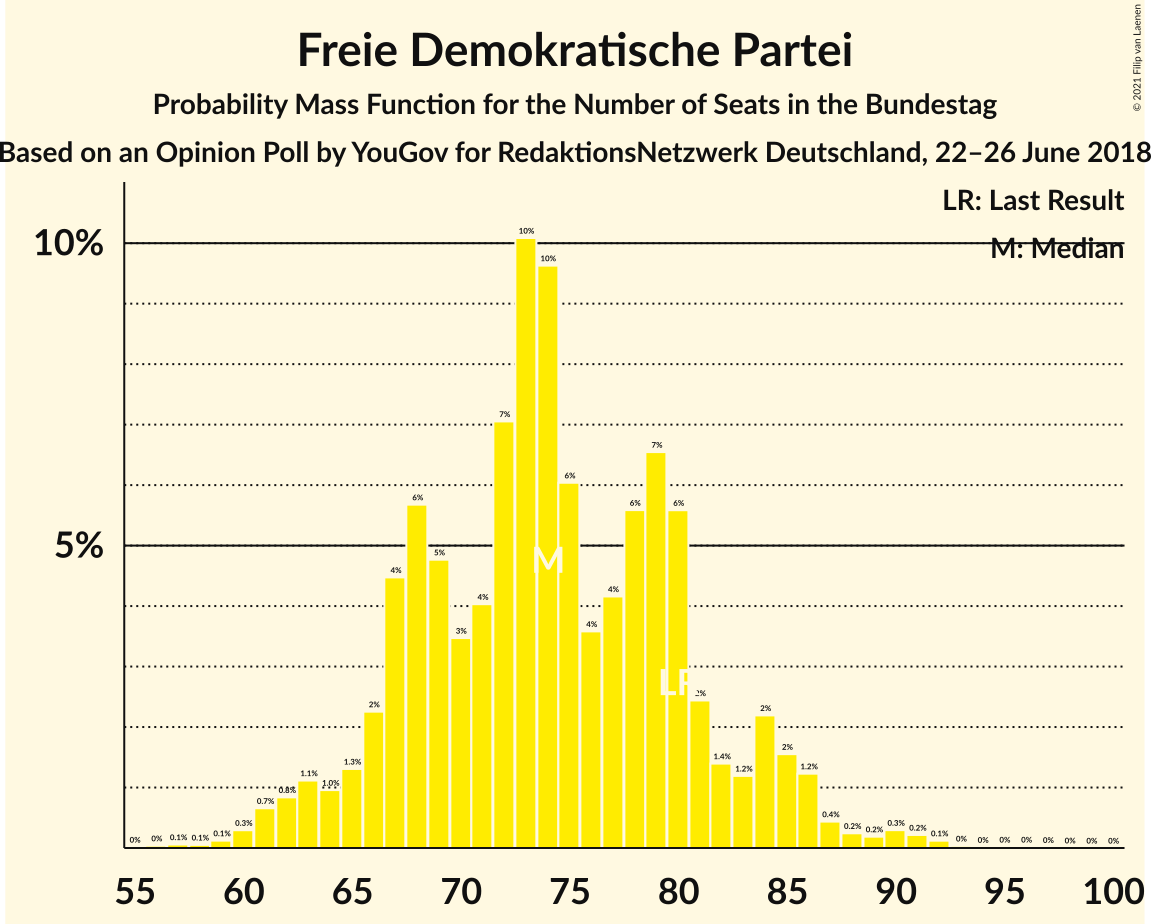 Freie Demokratische Partei
Probability Mass Function for the Number of Seats in the Bundestag
Based on an Opinion Poll by YouGov for RedaktionsNetzwerk Deutschland, 22–26 June 2018
© 2021 Filip van Laenen
LR: Last Result
M: Median
10%
5%
0% 0% 0.1% 0.1% 0.1% 0.3% 0.7% 0.8% 1.1% 1.0% 1.3% 2% 4% 6% 5% 3% 4% 7% 10% 10% 6% 4% 4% 6% 7% 6% 2% 1.4% 1.2% 2% 2% 1.2% 0.4% 0.2% 0.2% 0.3% 0.2% 0.1% 0% 0% 0% 0% 0% 0% 0% 0%
M
LR
55 60 65 70 75 80 85 90 95 100